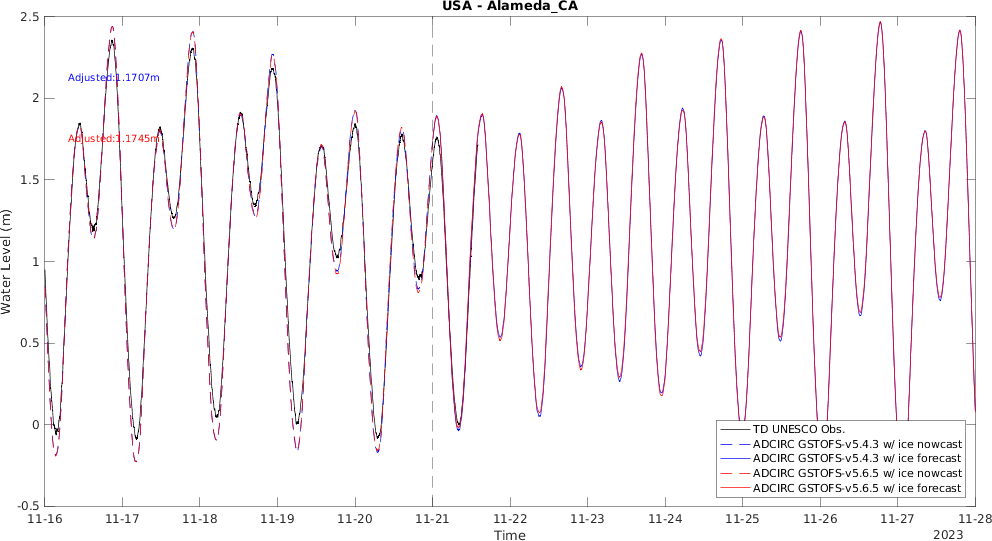 USA - Alameda_CA
2.5
2
1.5
1
0.5
0
-0.5
Water Level (m)
Adjusted:1.1707m
Adjusted:1.1745m
TD UNESCO Obs.
ADCIRC GSTOFS-v5.4.3 w/ ice nowcast
ADCIRC GSTOFS-v5.4.3 w/ ice forecast
ADCIRC GSTOFS-v5.6.5 w/ ice nowcast
ADCIRC GSTOFS-v5.6.5 w/ ice forecast
11-16 11-17 11-18 11-19 11-20 11-21 11-22 11-23 11-24 11-25 11-26 11-27 11-28
Time
2023